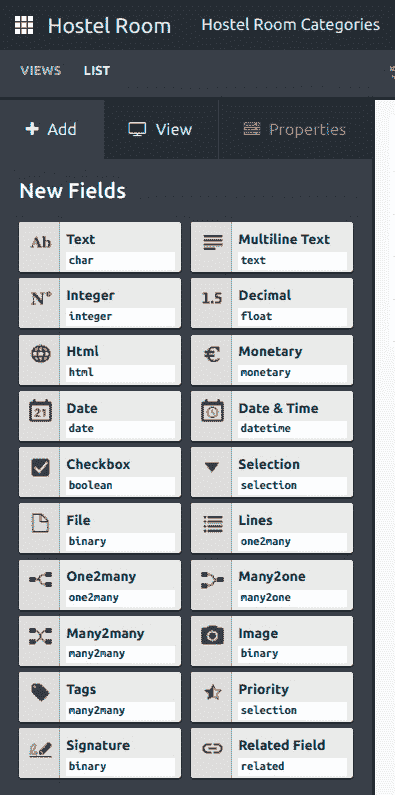 Hostel Room Hostel Room Categories
VIEWS LIST
Add View Properties
New Fields
Ab Text Multiline Text
char text
N° Integer 1.5 Decimal
integer float
Html € Monetary
html monetary
21 Date Date & Time
date datetime
Checkbox Selection
boolean selection
File Lines
binary one2many
One2many Many2one
one2many many2one
Many2many Image
many2many binary
Tags Priority
many2many selection
Signature Related Field
binary related